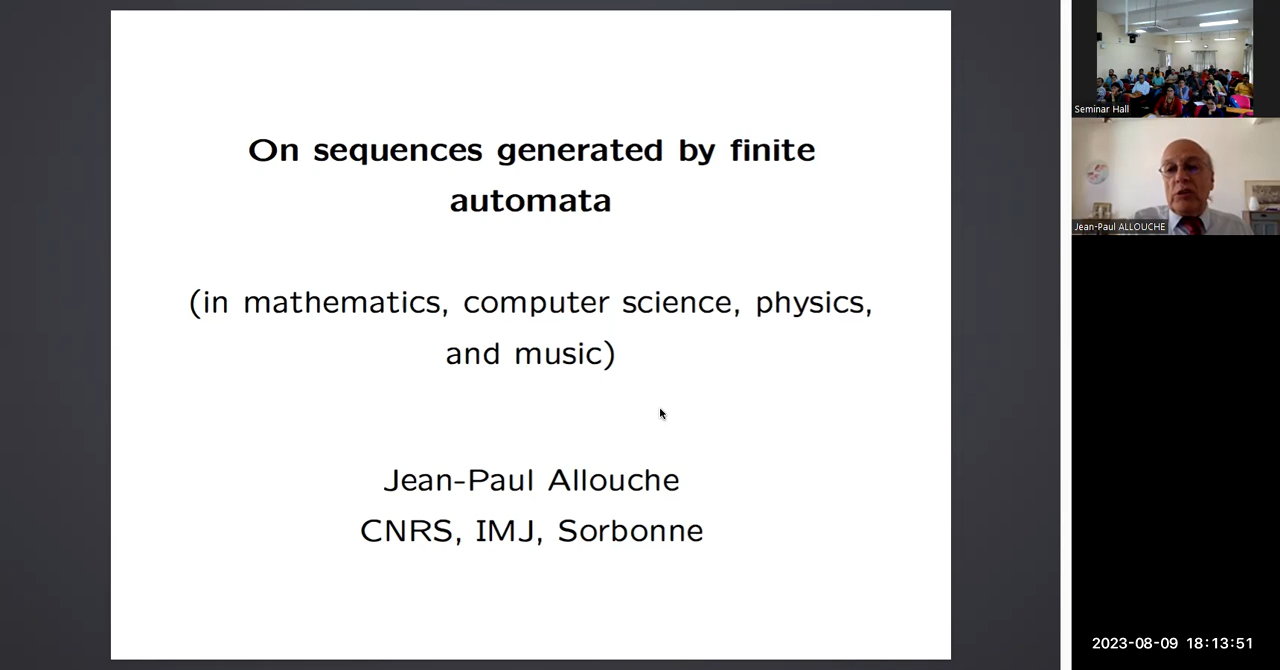 On sequences generated by finite
automata
(in mathematics, computer science, physics,
and music)
Jean-Paul Allouche
CNRS, IMJ, Sorbonne
Seminar Hall
Jean-Paul ALLOUCHE
2023-08-09 18:13:51